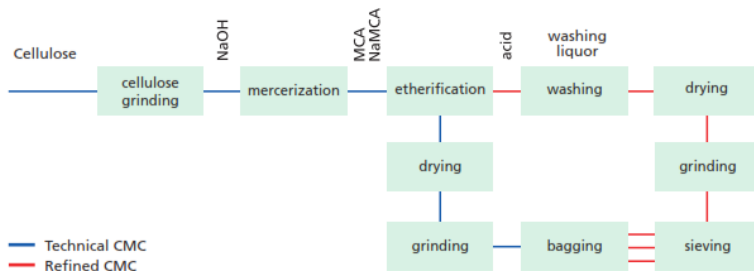 Cellulose
NaOH
MCA
NaMCA
acid
washing
liquor
cellulose
grinding
mercerization
etherification
washing
drying
drying
grinding
grinding
bagging
sieving
Technical CMC
Refined CMC